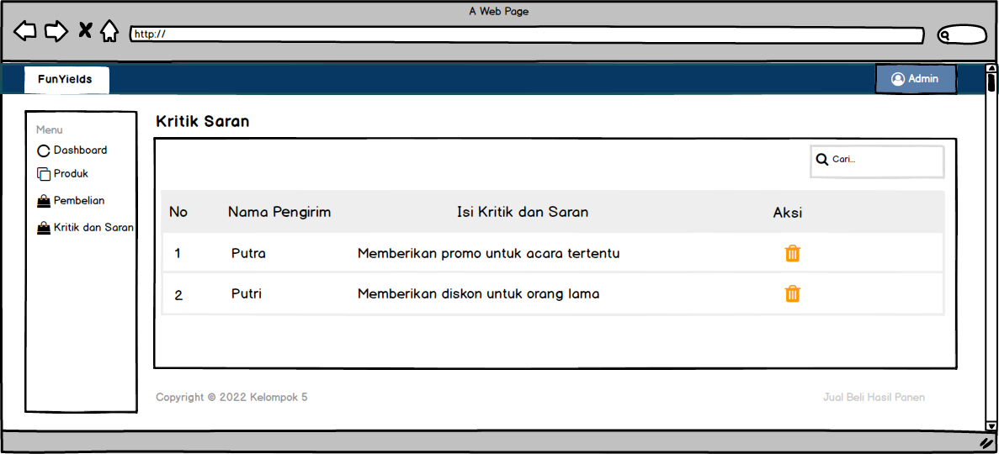 A Web Page
http://
FunYields
Admin
Menu
Dashboard
Produk
Pembelian
Kritik dan Saran
Kritik Saran
Cari...
No Nama Pengirim Isi Kritik dan Saran Aksi
1 Putra Memberikan promo untuk acara tertentu
2 Putri Memberikan diskon untuk orang lama
Copyright © 2022 Kelompok 5
Jual Beli Hasil Panen